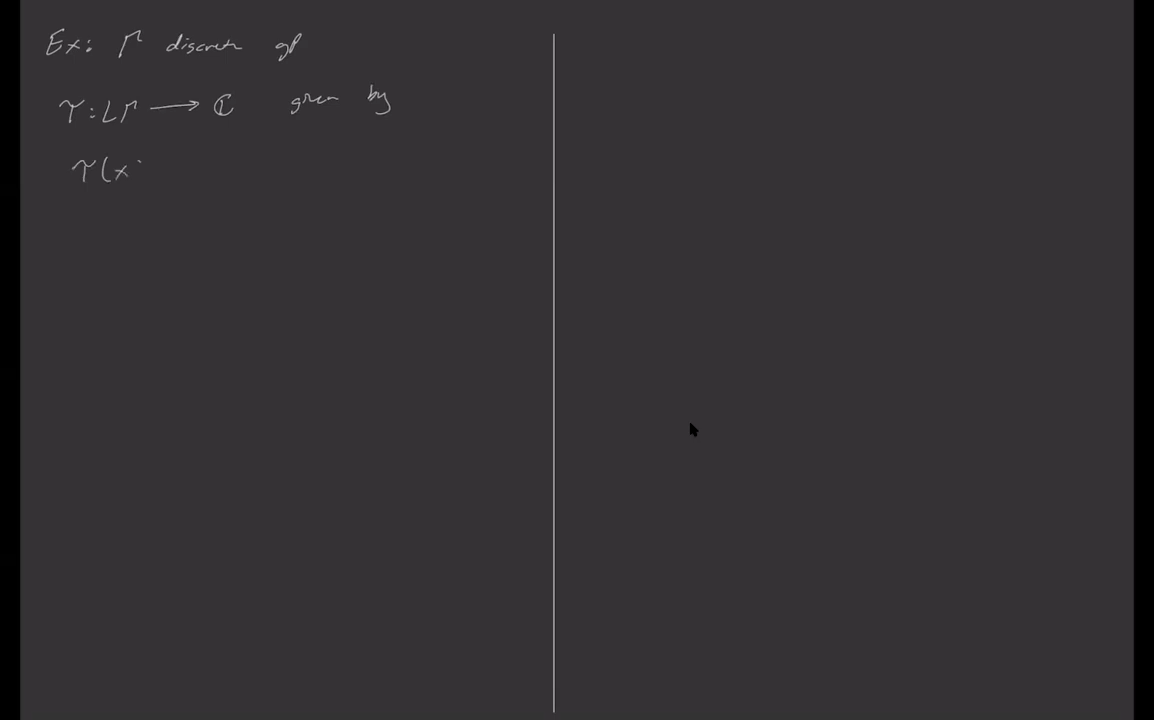 Ex: Γ discrete gp
τ: LΓ ⟶ ℂ given by
τ(x